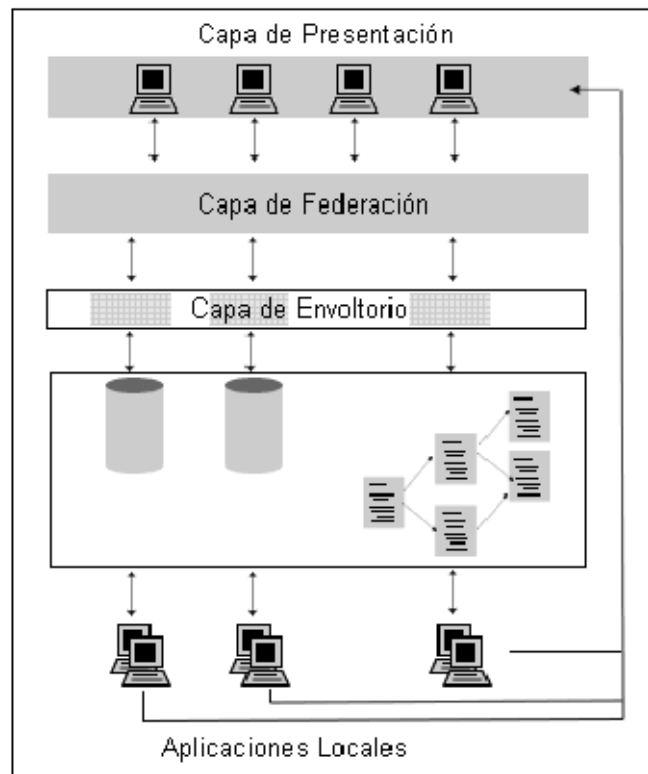 Capa de Presentación
Capa de Federación
Capa de Envoltorio
Aplicaciones Locales